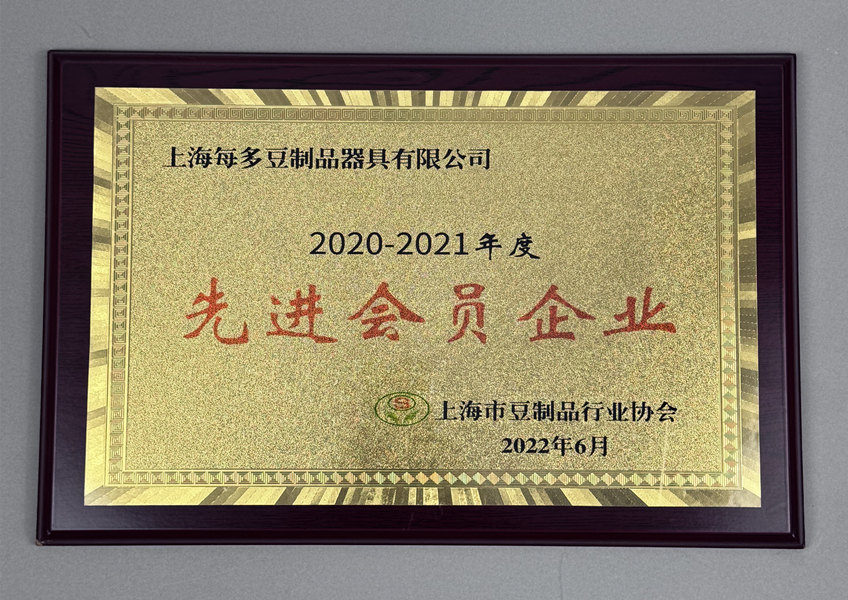 上海每多豆制品器具有限公司
2020-2021年度
先进会员企业
上海市豆制品行业协会
2022年6月